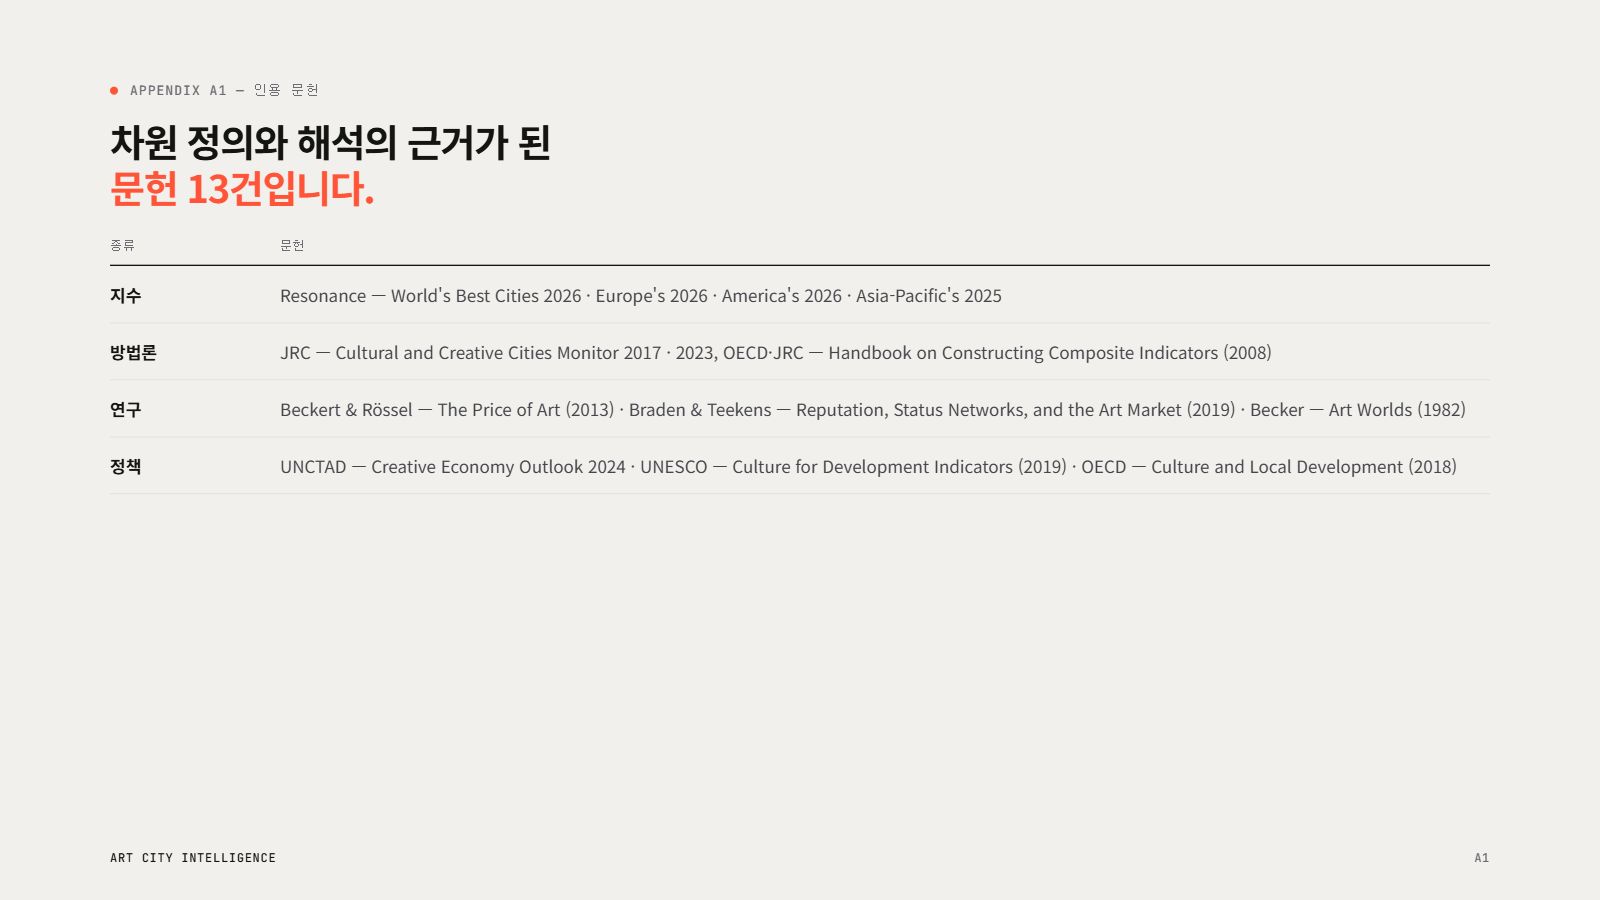 APPENDIX A1 — 인용 문헌
차원 정의와 해석의 근거가 된
문헌 13건입니다.
종류 문헌
지수 Resonance — World's Best Cities 2026 · Europe's 2026 · America's 2026 · Asia-Pacific's 2025
방법론 JRC — Cultural and Creative Cities Monitor 2017 · 2023, OECD·JRC — Handbook on Constructing Composite Indicators (2008)
연구 Beckert & Rössel — The Price of Art (2013) · Braden & Teekens — Reputation, Status Networks, and the Art Market (2019) · Becker — Art Worlds (1982)
정책 UNCTAD — Creative Economy Outlook 2024 · UNESCO — Culture for Development Indicators (2019) · OECD — Culture and Local Development (2018)
ART CITY INTELLIGENCE A1